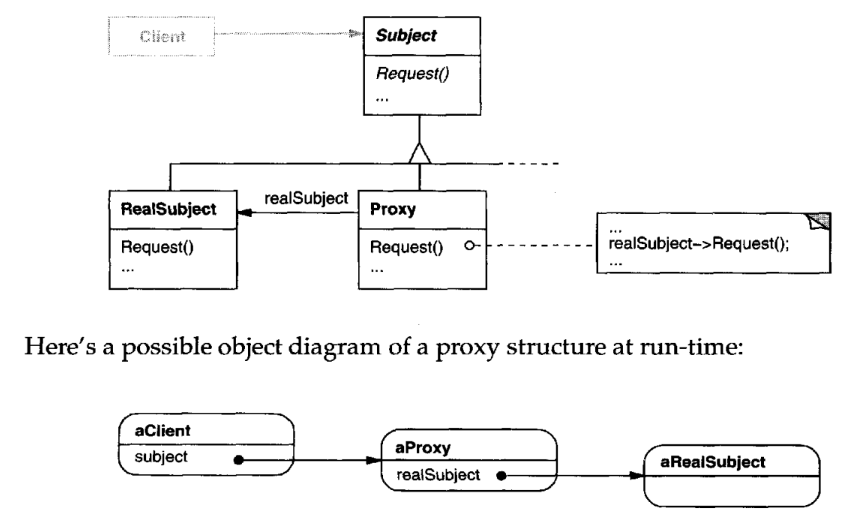 Client
Subject
Request()
...
RealSubject
Request()
...
realSubject
Proxy
Request()
...
...
realSubject->Request();
...
Here's a possible object diagram of a proxy structure at run-time:
aClient
subject
aProxy
realSubject
aRealSubject